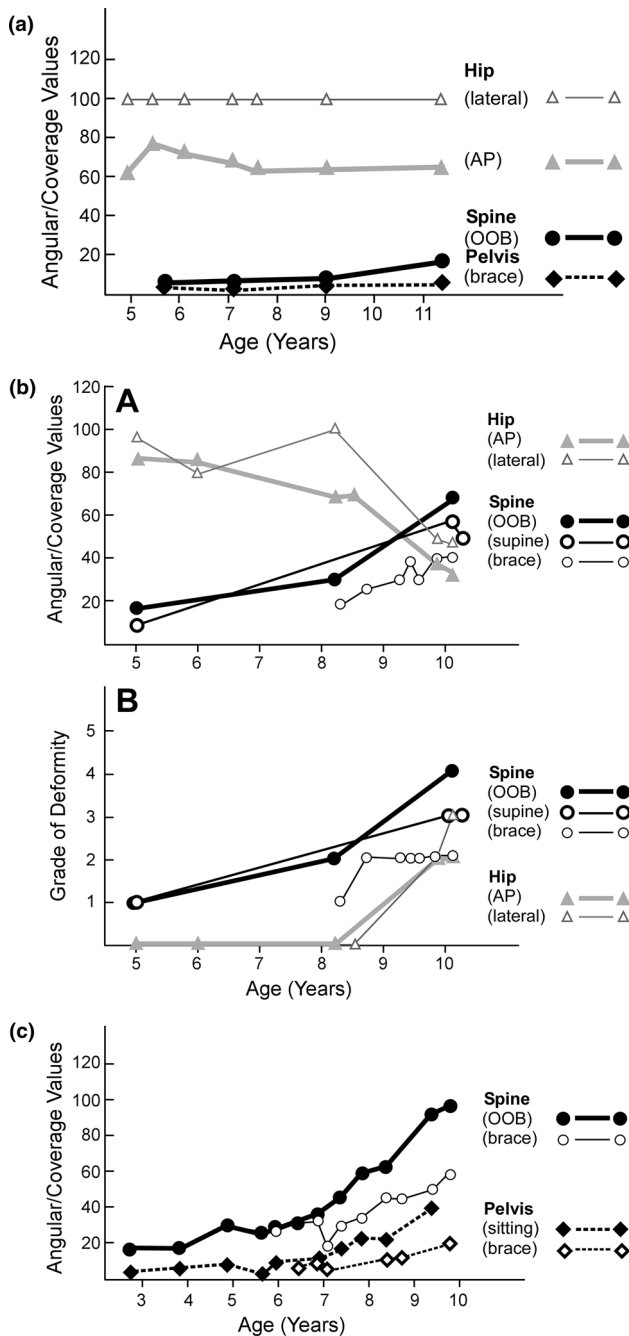 (a)
Angular/Coverage Values
120
100
80
60
40
20
5 6 7 8 9 10 11
Age (Years)
Hip
(lateral)
(AP)
Spine
(OOB)
Pelvis
(brace)
(b)
A
Angular/Coverage Values
120
100
80
60
40
20
5 6 7 8 9 10
Hip
(AP)
(lateral)
Spine
(OOB)
(supine)
(brace)
B
Grade of Deformity
5
4
3
2
1
5 6 7 8 9 10
Age (Years)
Spine
(OOB)
(supine)
(brace)
Hip
(AP)
(lateral)
(c)
Angular/Coverage Values
120
100
80
60
40
20
3 4 5 6 7 8 9 10
Age (Years)
Spine
(OOB)
(brace)
Pelvis
(sitting)
(brace)